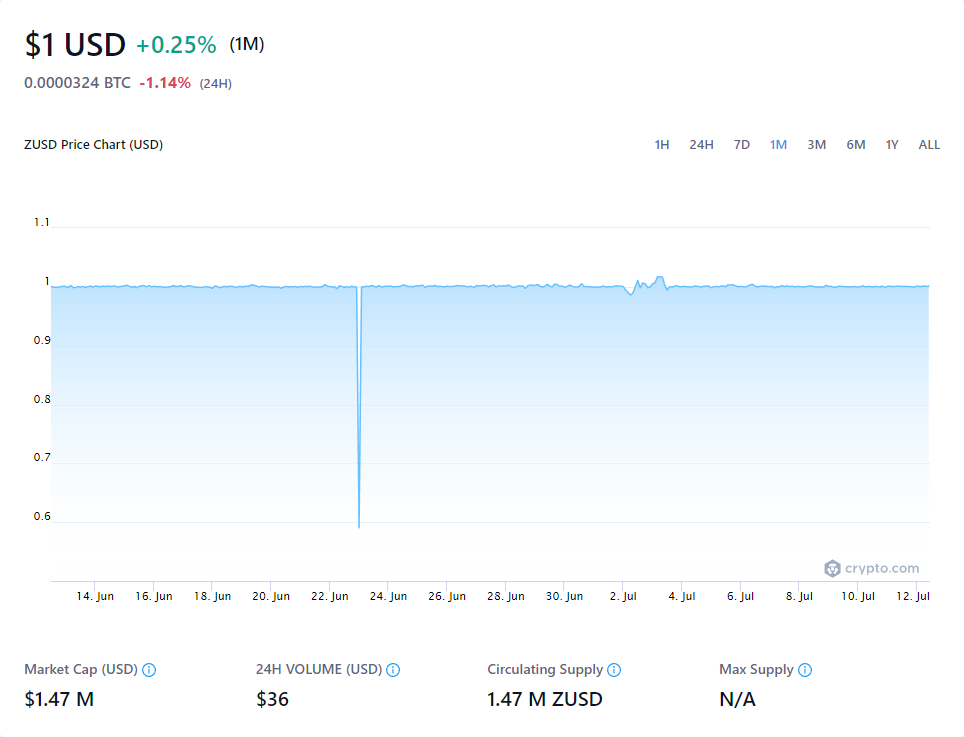 $1 USD +0.25% (1M)
0.0000324 BTC -1.14% (24H)
ZUSD Price Chart (USD) 1H 24H 7D 1M 3M 6M 1Y ALL
1.1
1
0.9
0.8
0.7
0.6
crypto.com
14. Jun 16. Jun 18. Jun 20. Jun 22. Jun 24. Jun 26. Jun 28. Jun 30. Jun 2. Jul 4. Jul 6. Jul 8. Jul 10. Jul 12. Jul
Market Cap (USD) 24H VOLUME (USD) Circulating Supply Max Supply
$1.47 M $36 1.47 M ZUSD N/A